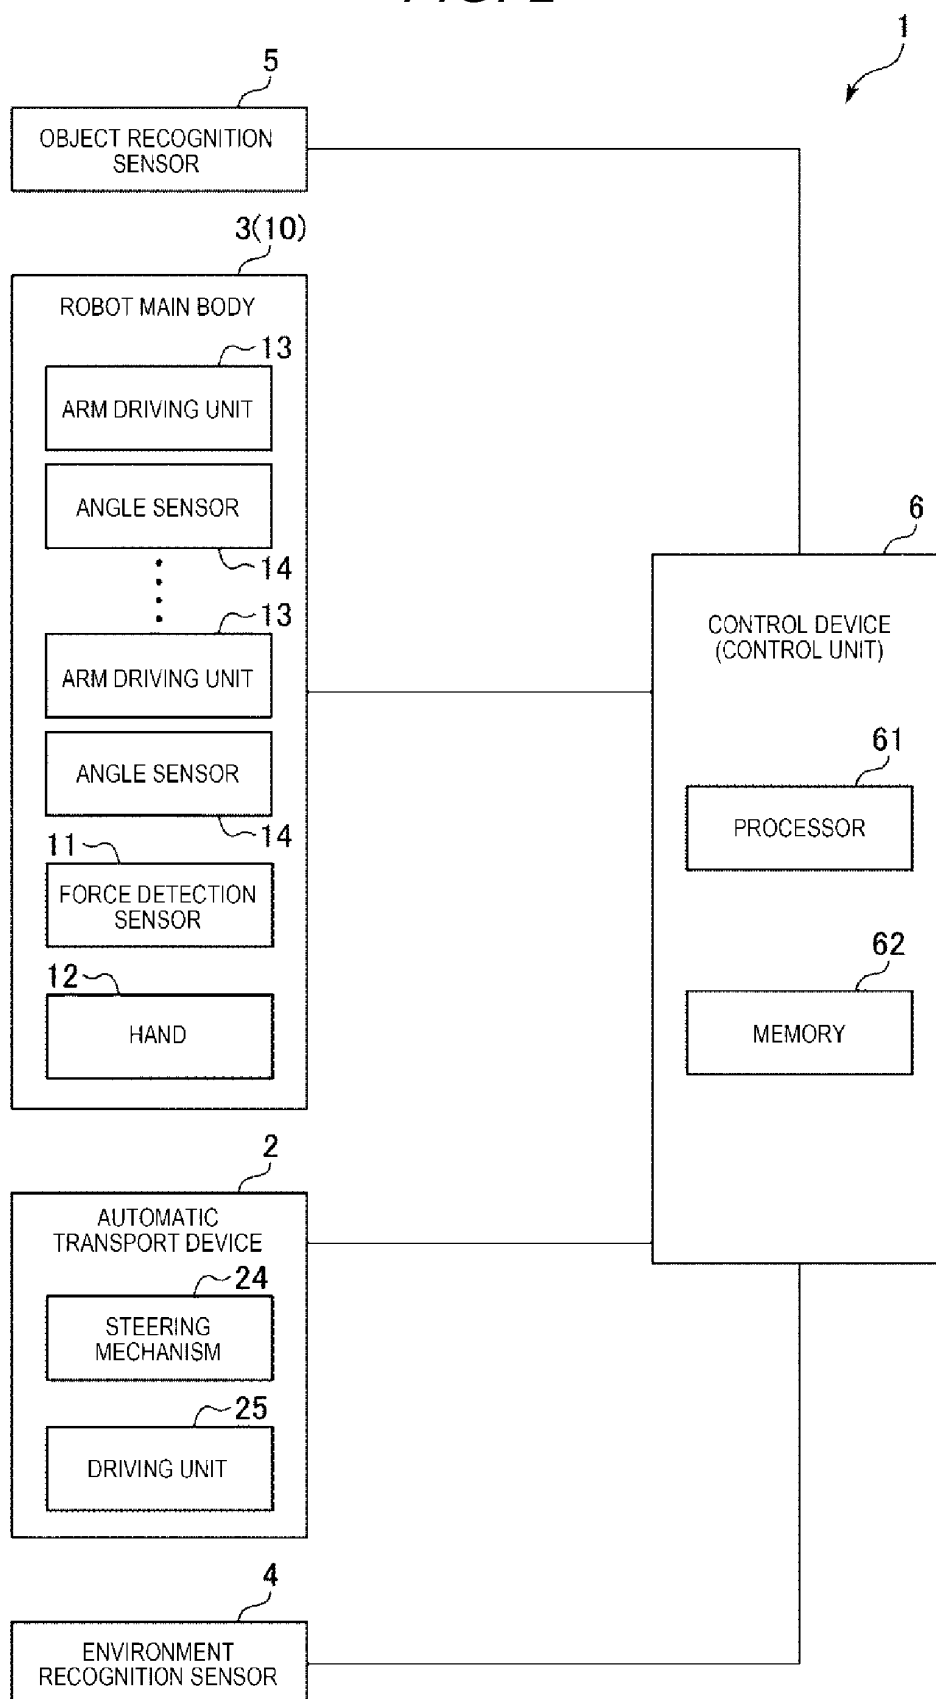 1
5
OBJECT RECOGNITION
SENSOR
3(10)
ROBOT MAIN BODY
13
ARM DRIVING UNIT
ANGLE SENSOR
14
13
ARM DRIVING UNIT
ANGLE SENSOR
14
11
FORCE DETECTION
SENSOR
12
HAND
6
CONTROL DEVICE
(CONTROL UNIT)
61
PROCESSOR
62
MEMORY
2
AUTOMATIC
TRANSPORT DEVICE
24
STEERING
MECHANISM
25
DRIVING UNIT
4
ENVIRONMENT
RECOGNITION SENSOR